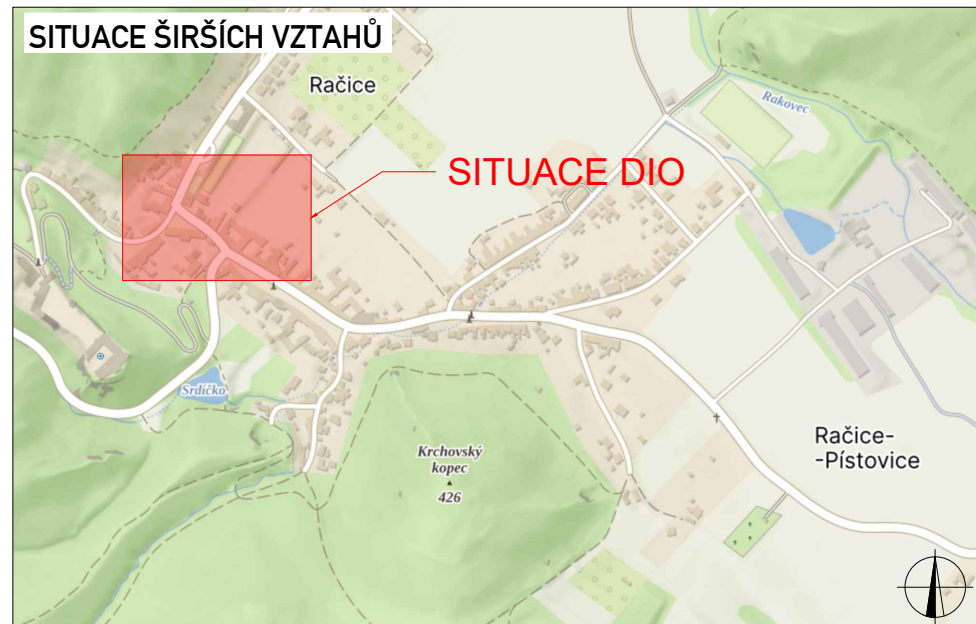 SITUACE ŠIRŠÍCH VZTAHŮ
Račice
Rakovec
SITUACE DIO
Srdíčko
Krchovský
kopec
426
Račice-
-Pístovice